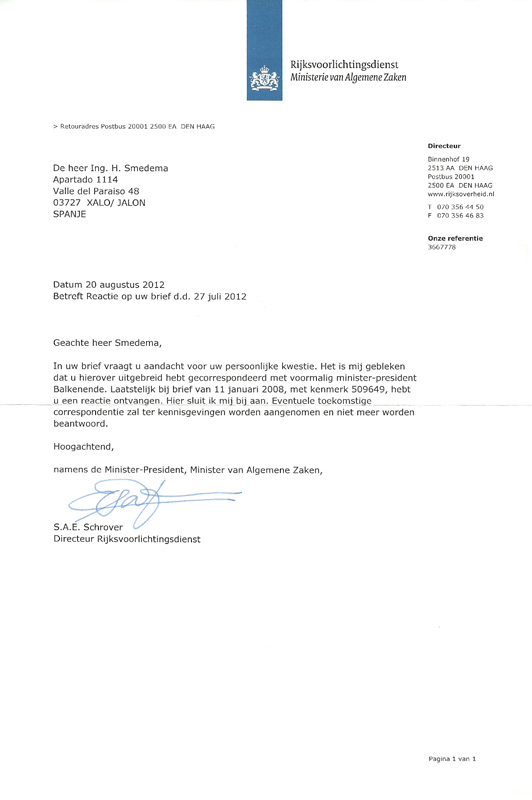 Rijksvoorlichtingsdienst
Ministerie van Algemene Zaken
> Retouradres Postbus 20001 2500 EA DEN HAAG
De heer Ing. H. Smedema
Apartado 1114
Valle del Paraiso 48
03727 XALO/ JALON
SPANJE
Directeur
Binnenhof 19
2513 AA DEN HAAG
Postbus 20001
2500 EA DEN HAAG
www.rijksoverheid.nl
T 070 356 44 50
F 070 356 46 83
Onze referentie
3667778
Datum 20 augustus 2012
Betreft Reactie op uw brief d.d. 27 juli 2012
Geachte heer Smedema,
In uw brief vraagt u aandacht voor uw persoonlijke kwestie. Het is mij gebleken
dat u hierover uitgebreid hebt gecorrespondeerd met voormalig minister-president
Balkenende. Laatstelijk bij brief van 11 januari 2008, met kenmerk 509649, hebt
u een reactie ontvangen. Hier sluit ik mij bij aan. Eventuele toekomstige
correspondentie zal ter kennisgevingen worden aangenomen en niet meer worden
beantwoord.
Hoogachtend,
namens de Minister-President, Minister van Algemene Zaken,
S.A.E. Schrover
Directeur Rijksvoorlichtingsdienst
Pagina 1 van 1